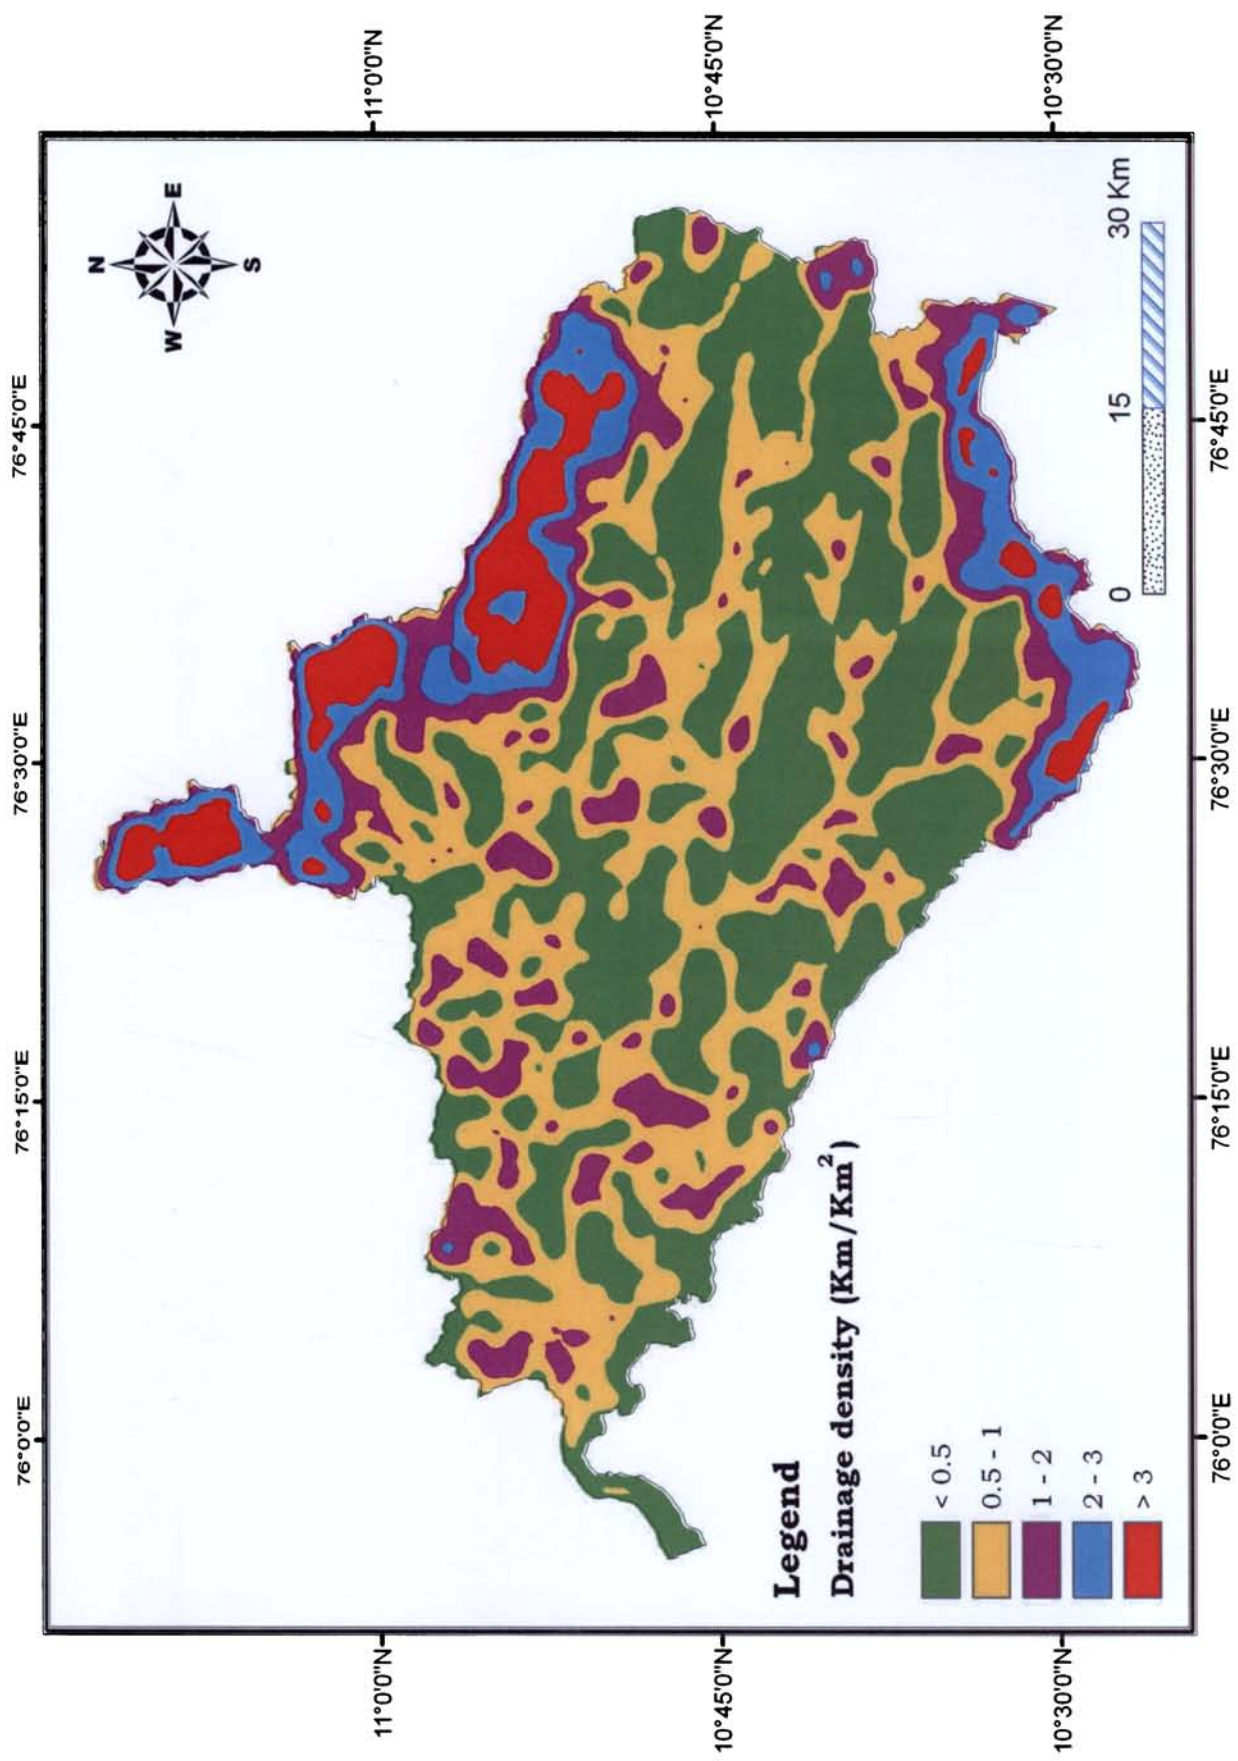 76°0'0"E
76°15'0"E
76°30'0"E
76°45'0"E
N
W
E
S
11°0'0"N
11°0'0"N
10°45'0"N
10°45'0"N
10°30'0"N
10°30'0"N
Legend
Drainage density (Km/Km²)
< 0.5
0.5 - 1
1 - 2
2 - 3
> 3
0
15
30 Km
76°0'0"E
76°15'0"E
76°30'0"E
76°45'0"E